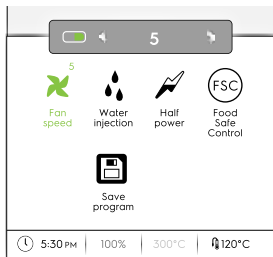 5
5
Fan
speed
Water
injection
Half
power
FSC
Food
Safe
Control
Save
program
5:30 PM 100% 300°C 120°C